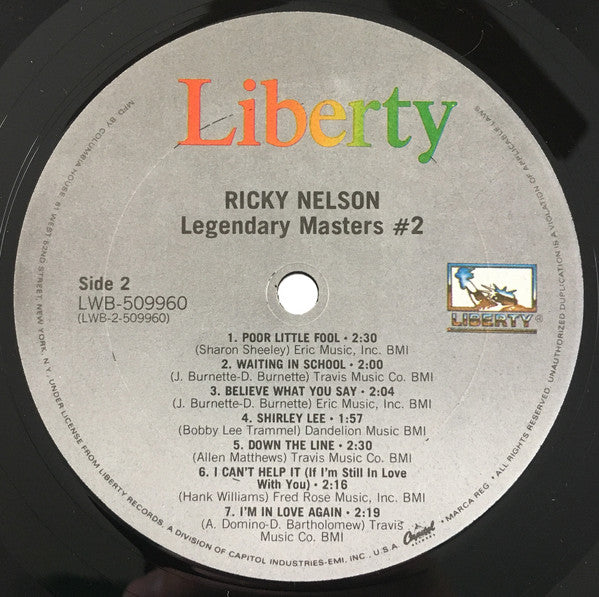 Liberty
RICKY NELSON
Legendary Masters #2
Side 2
LWB-509960
(LWB-2-509960)
LIBERTY®
1. POOR LITTLE FOOL • 2:30
(Sharon Sheeley) Eric Music, Inc. BMI
2. WAITING IN SCHOOL • 2:00
(J. Burnette-D. Burnette) Travis Music Co. BMI
3. BELIEVE WHAT YOU SAY • 2:04
(J. Burnette-D. Burnette) Eric Music, Inc. BMI
4. SHIRLEY LEE • 1:57
(Bobby Lee Trammel) Dandelion Music BMI
5. DOWN THE LINE • 2:30
(Allen Matthews) Travis Music Co. BMI
6. I CAN'T HELP IT (If I'm Still In Love
With You) • 2:16
(Hank Williams) Fred Rose Music, Inc. BMI
7. I'M IN LOVE AGAIN • 2:19
(A. Domino-D. Bartholomew) Travis
Music Co. BMI
Capitol
MFD. BY COLUMBIA HOUSE, 51 WEST 52ND STREET, NEW YORK, N.Y. / UNDER LICENSE FROM LIBERTY RECORDS, A DIVISION OF CAPITOL INDUSTRIES-EMI, INC., U.S.A. MARCA REG. • ALL RIGHTS RESERVED. UNAUTHORIZED DUPLICATION IS A VIOLATION OF APPLICABLE LAWS